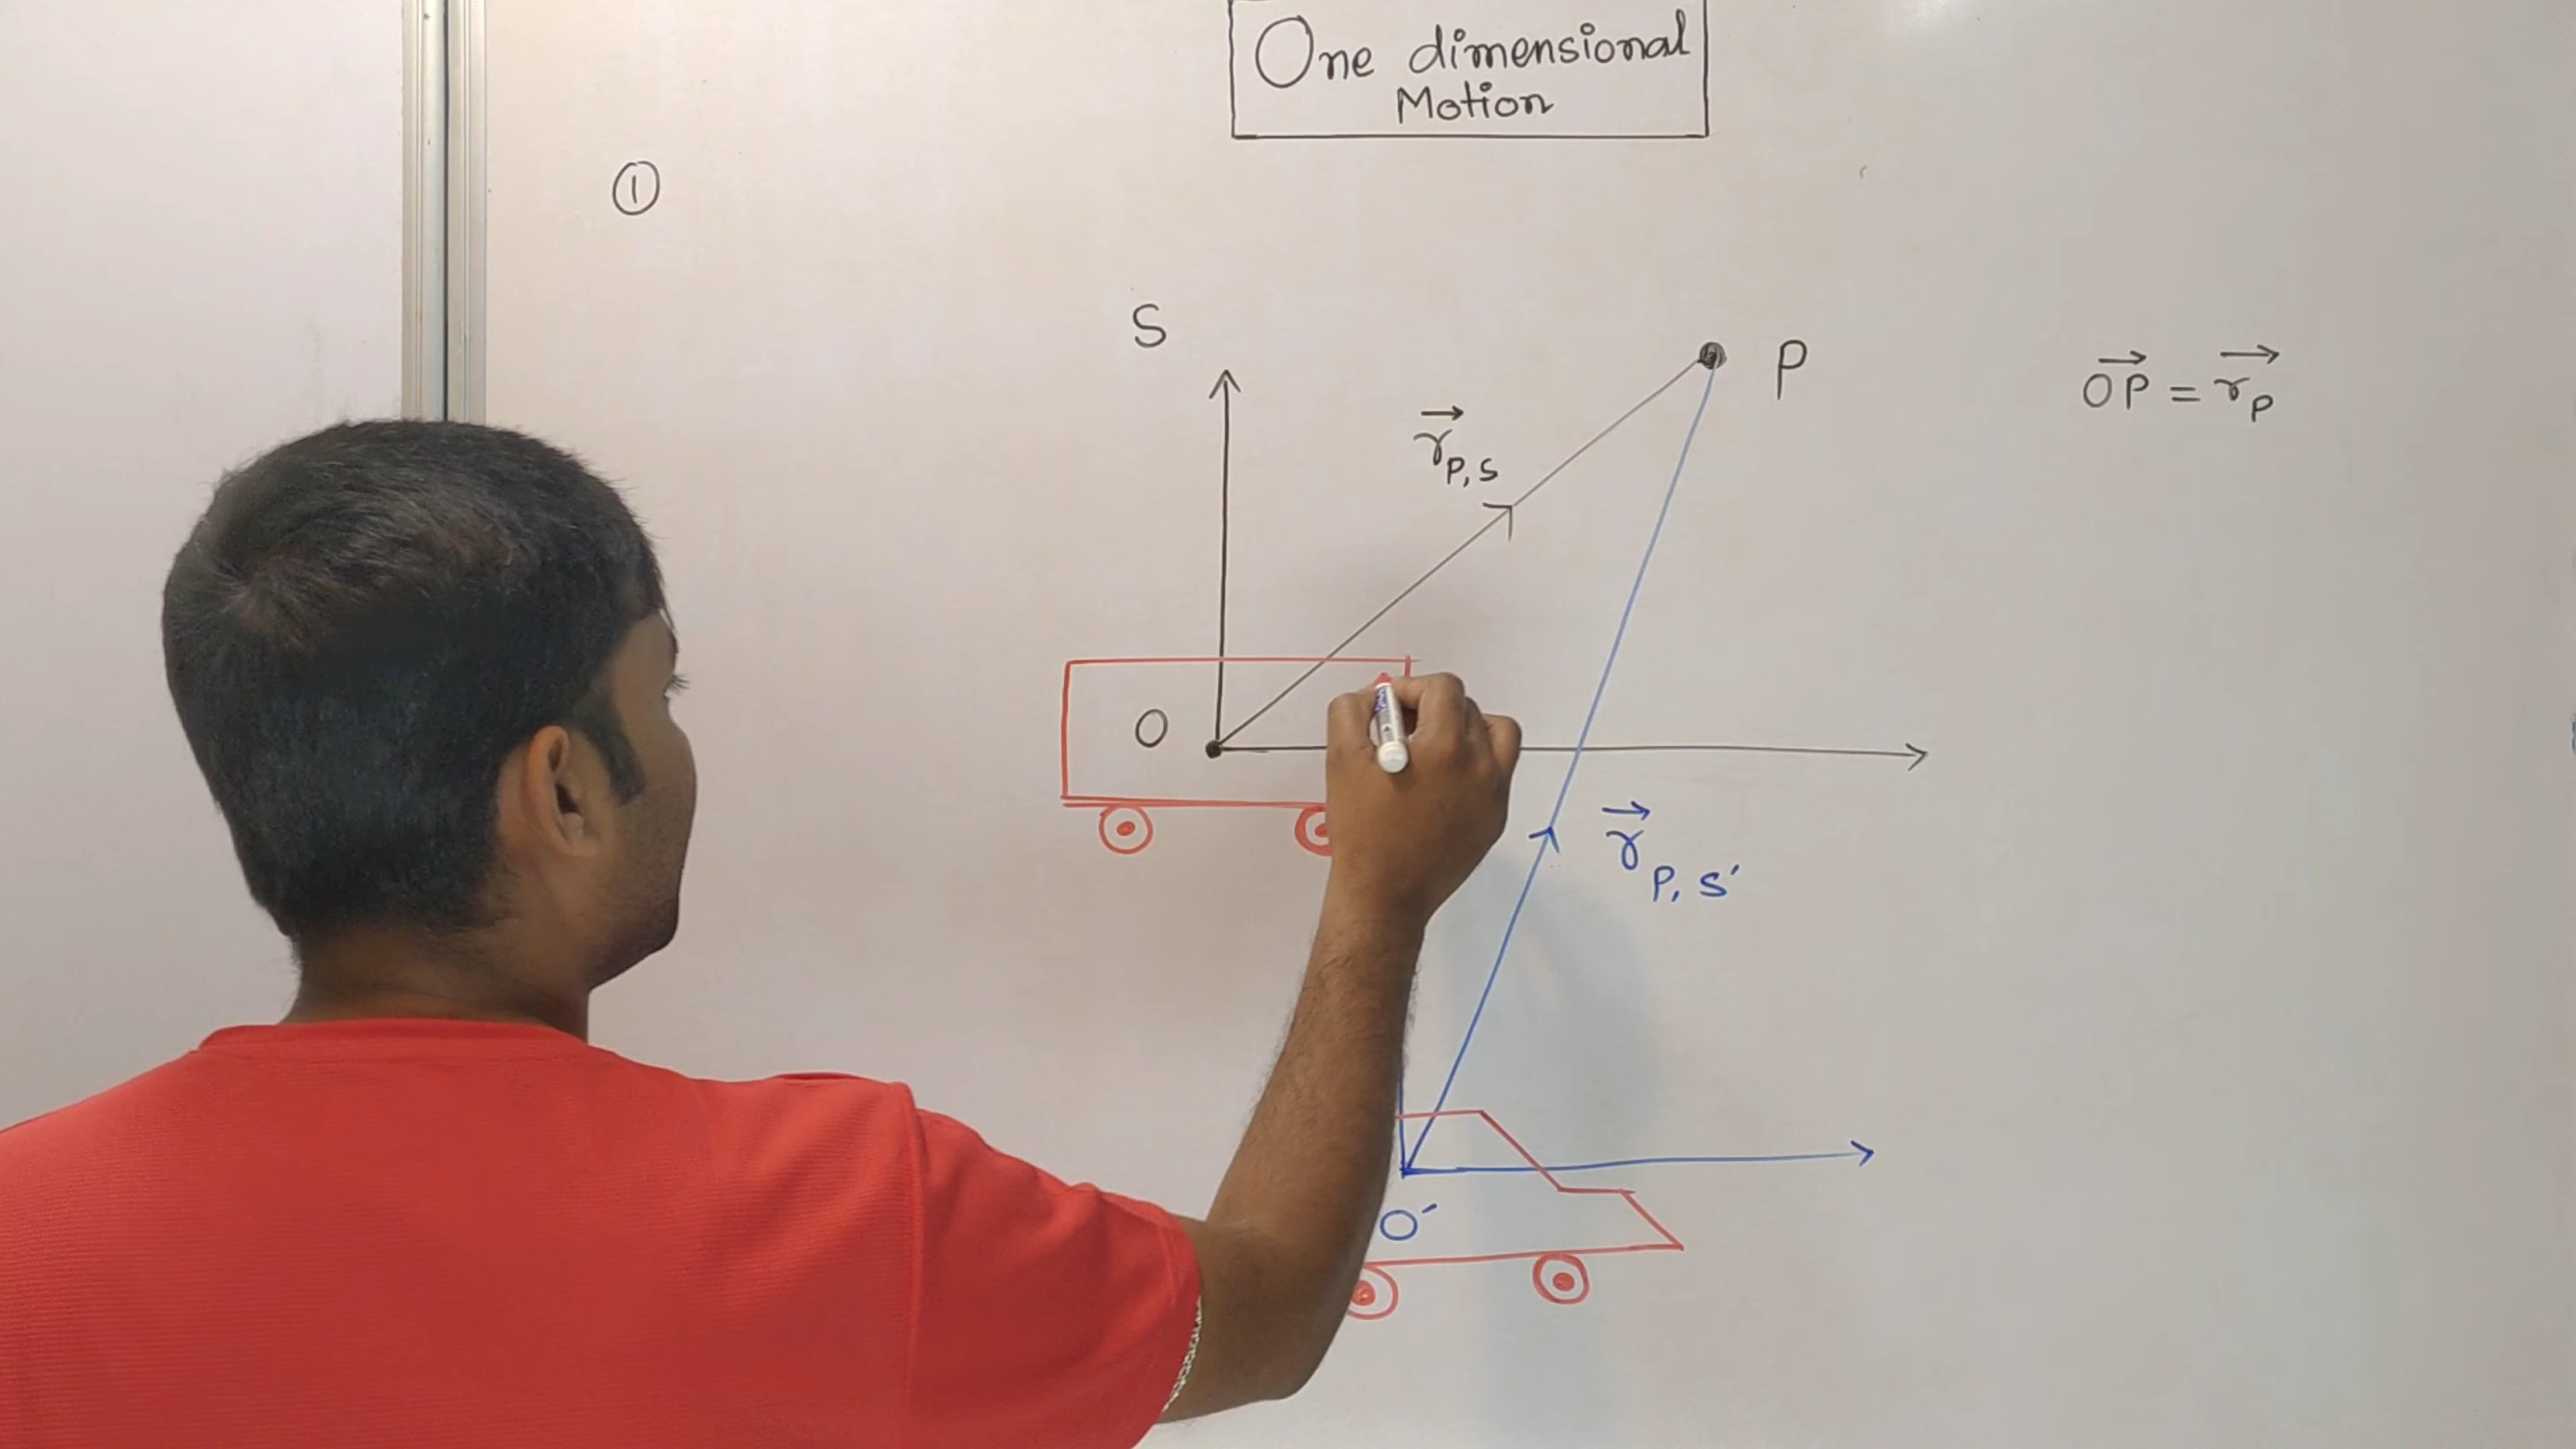 One dimensional
Motion
①
S
P
→OP = →r_P
→r_P,S
O
→r_P,S′
O′